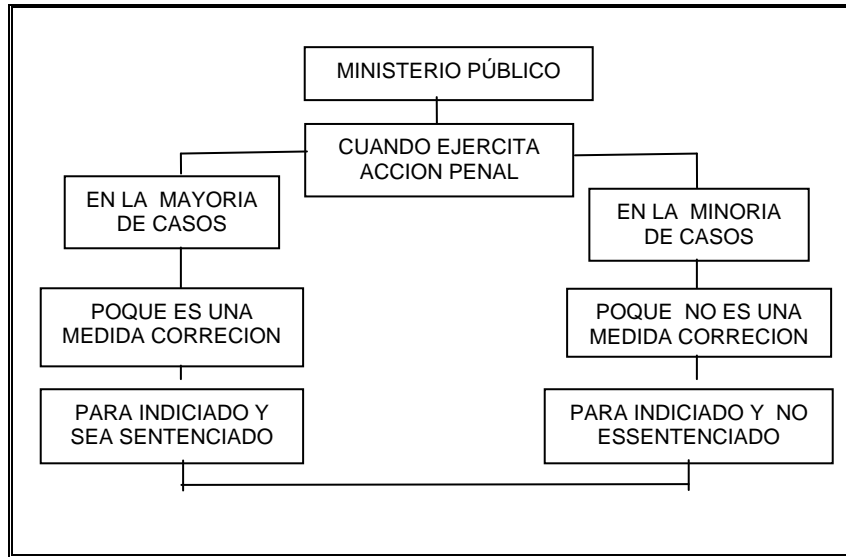 MINISTERIO PÚBLICO
CUANDO EJERCITA
ACCION PENAL
EN LA MAYORIA
DE CASOS
EN LA MINORIA
DE CASOS
POQUE ES UNA
MEDIDA CORRECION
POQUE NO ES UNA
MEDIDA CORRECION
PARA INDICIADO Y
SEA SENTENCIADO
PARA INDICIADO Y NO
ESSENTENCIADO